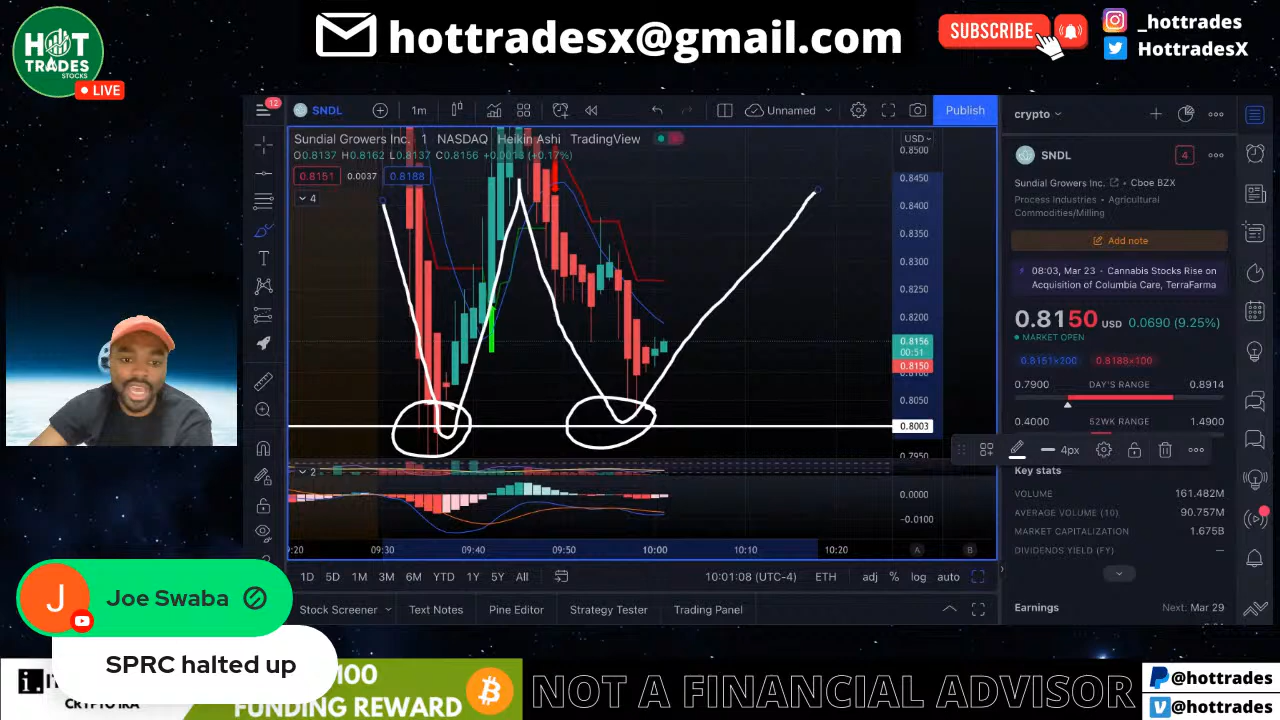 HOT
TRADES
STOCKS
LIVE
hottradesx@gmail.com
SUBSCRIBE
_hottrades
HottradesX
12
SNDL
1m
Unnamed
Publish
Sundial Growers Inc. 1 NASDAQ Heikin Ashi TradingView
O0.8137 H0.8162 L0.8137 C0.8156 +0.0013 (+0.17%)
0.8151 0.0037 0.8188
4
USD
0.8500
0.8450
0.8400
0.8350
0.8300
0.8250
0.8200
0.8156
00:51
0.8150
0.8100
0.8050
0.8003
0.7950
2
0.0000
-0.0100
:20 09:30 09:40 09:50 10:00 10:10 10:20
A B
1D 5D 1M 3M 6M YTD 1Y 5Y All
10:01:08 (UTC-4) ETH adj % log auto
Stock Screener Text Notes Pine Editor Strategy Tester Trading Panel
crypto
SNDL
4
Sundial Growers Inc. • Cboe BZX
Process Industries • Agricultural
Commodities/Milling
Add note
08:03, Mar 23 • Cannabis Stocks Rise on
Acquisition of Columbia Care, TerraFarma
0.8150 USD 0.0690 (9.25%)
MARKET OPEN
0.8151×200 0.8188×100
0.7900 DAY'S RANGE 0.8914
0.4000 52WK RANGE 1.4900
4px
Key stats
VOLUME 161.482M
AVERAGE VOLUME (10) 90.757M
MARKET CAPITALIZATION 1.675B
DIVIDENDS YIELD (FY) —
Earnings Next: Mar 29
J
Joe Swaba
SPRC halted up
CRYPTO IRA
FUNDING REWARD
NOT A FINANCIAL ADVISOR
@hottrades
@hottrades